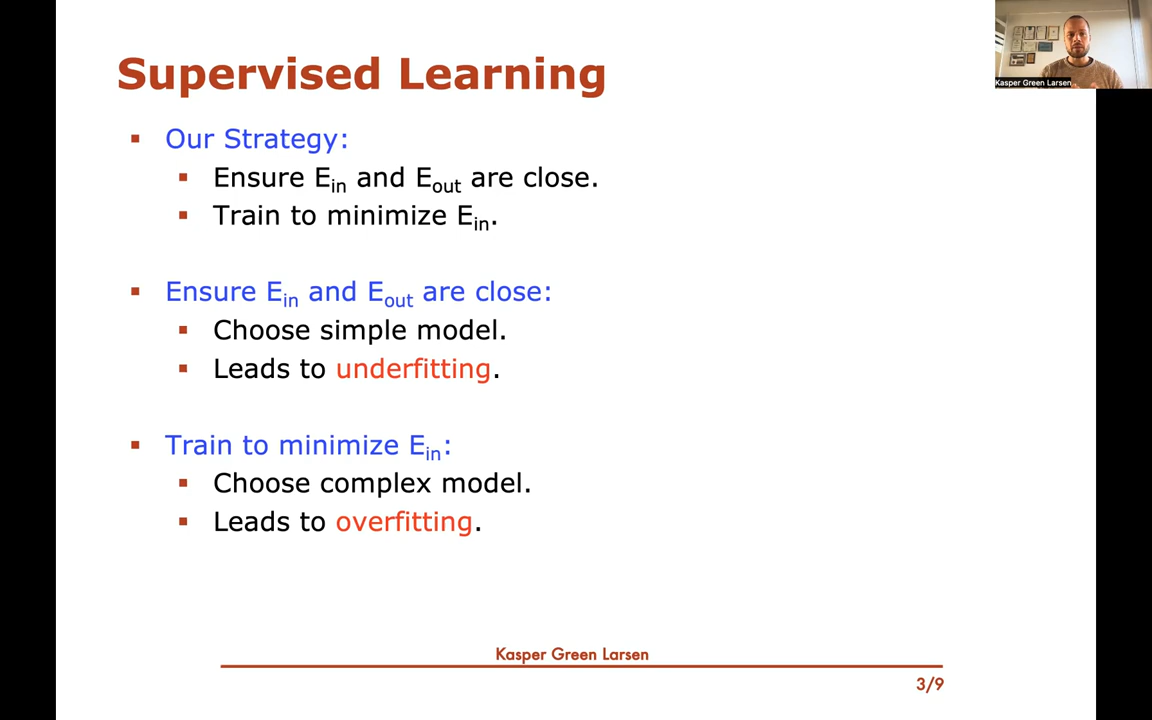 Supervised Learning
Kasper Green Larsen
▪ Our Strategy:
▪ Ensure Ein and Eout are close.
▪ Train to minimize Ein.
▪ Ensure Ein and Eout are close:
▪ Choose simple model.
▪ Leads to underfitting.
▪ Train to minimize Ein:
▪ Choose complex model.
▪ Leads to overfitting.
Kasper Green Larsen
3/9